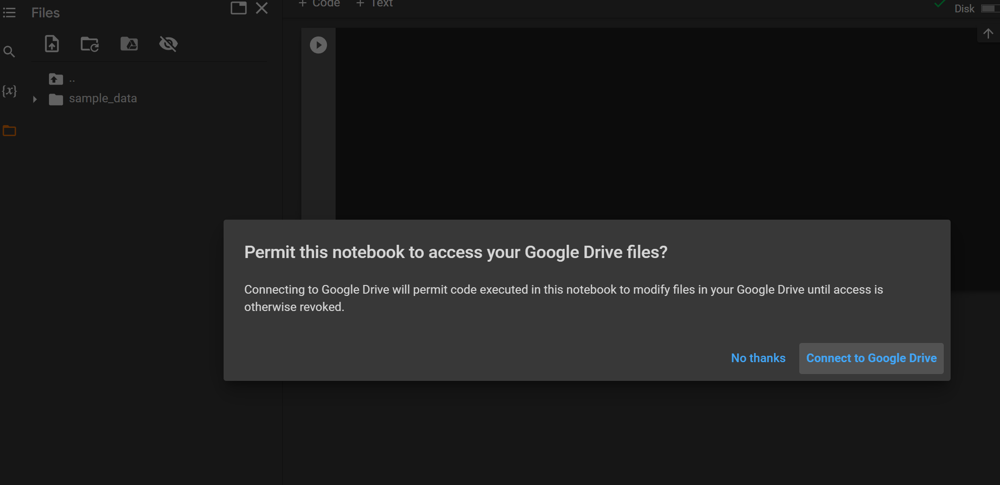 Files
+ Code + Text
Disk
..
{x}
sample_data
Permit this notebook to access your Google Drive files?
Connecting to Google Drive will permit code executed in this notebook to modify files in your Google Drive until access is
otherwise revoked.
No thanks
Connect to Google Drive